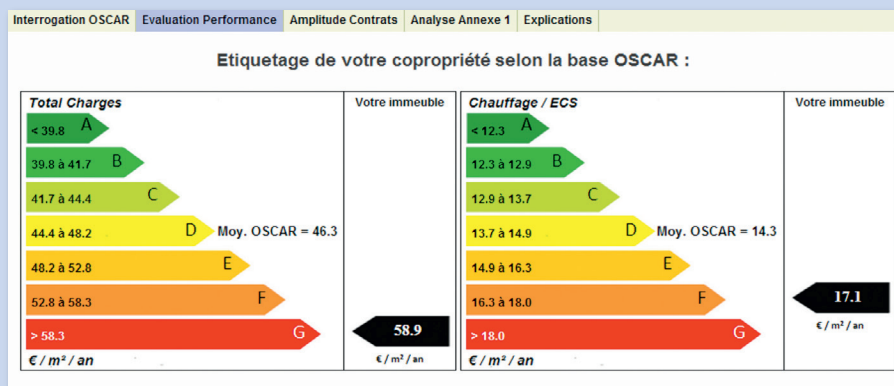 Interrogation OSCAR Evaluation Performance Amplitude Contrats Analyse Annexe 1 Explications
Etiquetage de votre copropriété selon la base OSCAR :
Total Charges
Votre immeuble
< 39.8 A
39.8 à 41.7 B
41.7 à 44.4 C
44.4 à 48.2 D Moy. OSCAR = 46.3
48.2 à 52.8 E
52.8 à 58.3 F
> 58.3 G
58.9
€ / m² / an
€ / m² / an
Chauffage / ECS
Votre immeuble
< 12.3 A
12.3 à 12.9 B
12.9 à 13.7 C
13.7 à 14.9 D Moy. OSCAR = 14.3
14.9 à 16.3 E
16.3 à 18.0 F
17.1
€ / m² / an
> 18.0 G
€ / m² / an